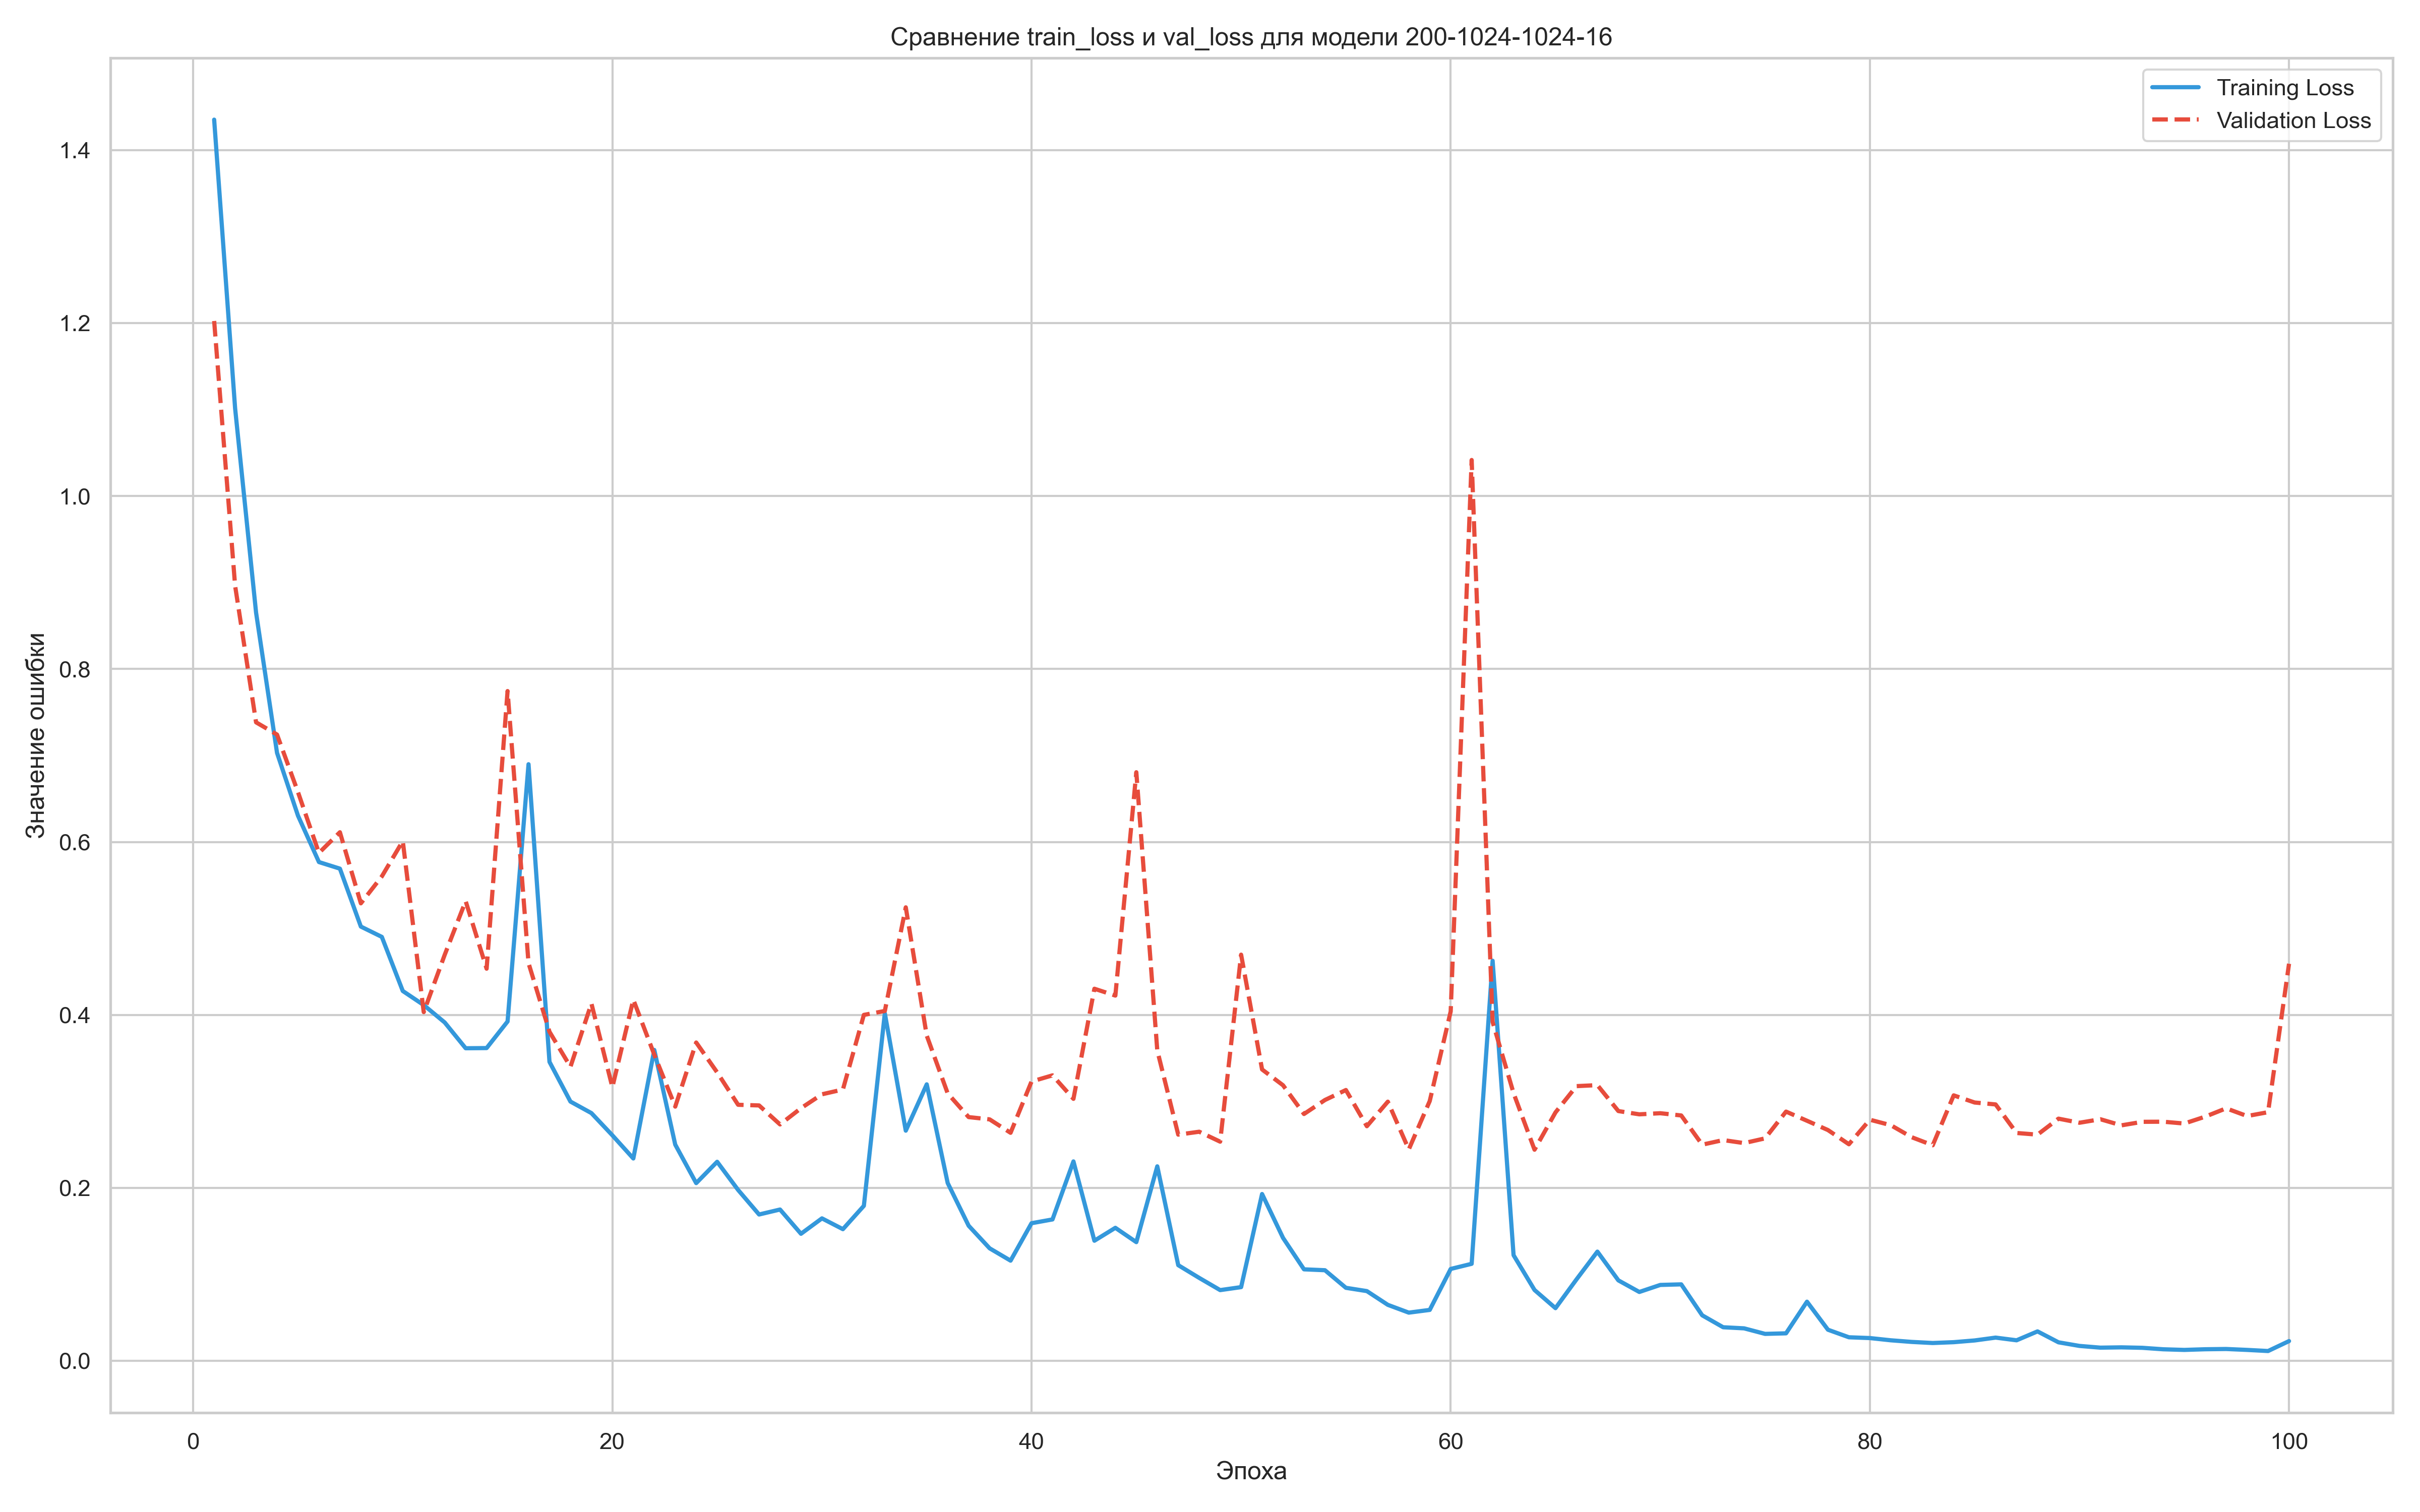 Сравнение train_loss и val_loss для модели 200-1024-1024-16
Training Loss
Validation Loss
1.4
1.2
1.0
0.8
0.6
0.4
0.2
0.0
Значение ошибки
0
20
40
60
80
100
Эпоха